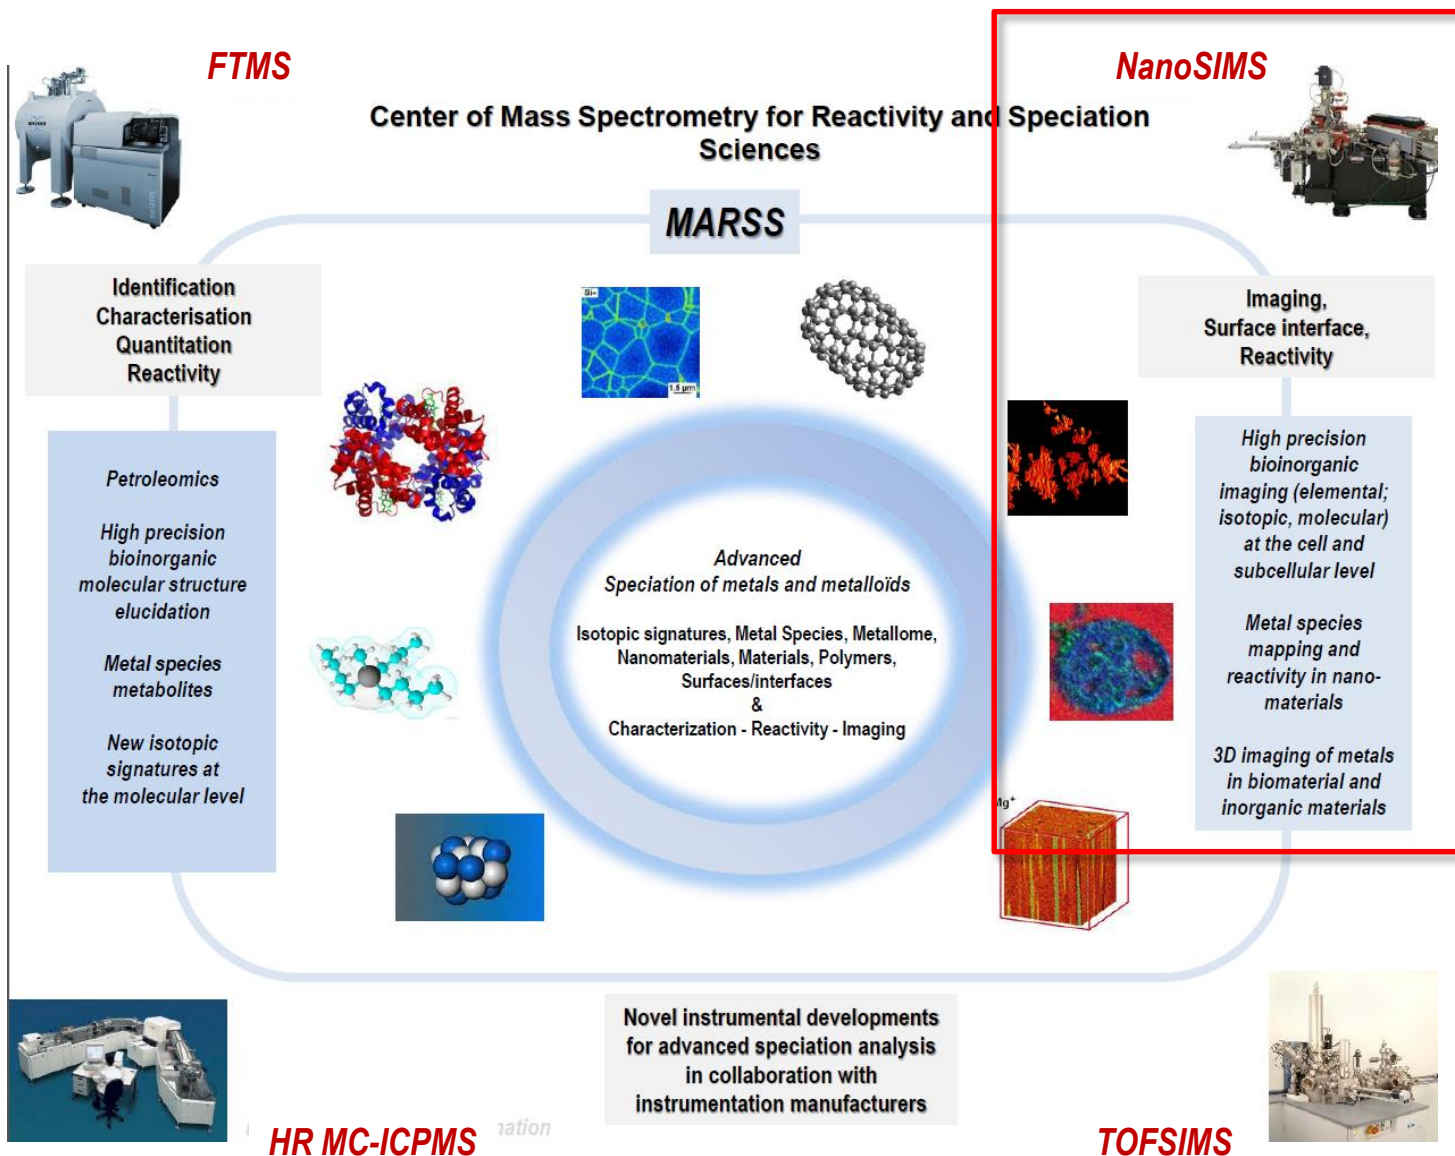 FTMS
NanoSIMS
Center of Mass Spectrometry for Reactivity and Speciation
Sciences
MARSS
Identification
Characterisation
Quantitation
Reactivity
Petroleomics
High precision
bioinorganic
molecular structure
elucidation
Metal species
metabolites
New isotopic
signatures at
the molecular level
Si-
1.5 µm
Advanced
Speciation of metals and metalloïds
Isotopic signatures, Metal Species, Metallome,
Nanomaterials, Materials, Polymers,
Surfaces/interfaces
&
Characterization - Reactivity - Imaging
Imaging,
Surface interface,
Reactivity
High precision
bioinorganic
imaging (elemental;
isotopic, molecular)
at the cell and
subcellular level
Metal species
mapping and
reactivity in nano-
materials
3D imaging of metals
in biomaterial and
inorganic materials
Mg+
Novel instrumental developments
for advanced speciation analysis
in collaboration with
instrumentation manufacturers
HR MC-ICPMS
TOFSIMS